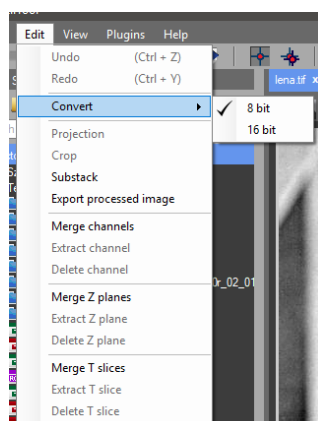 Edit View Plugins Help
Undo (Ctrl + Z)
Redo (Ctrl + Y)
lena.tif x
Convert
8 bit
16 bit
Projection
Crop
Substack
Export processed image
Merge channels
Extract channel
Delete channel
0r_02_01
Merge Z planes
Extract Z plane
Delete Z plane
Merge T slices
Extract T slice
Delete T slice